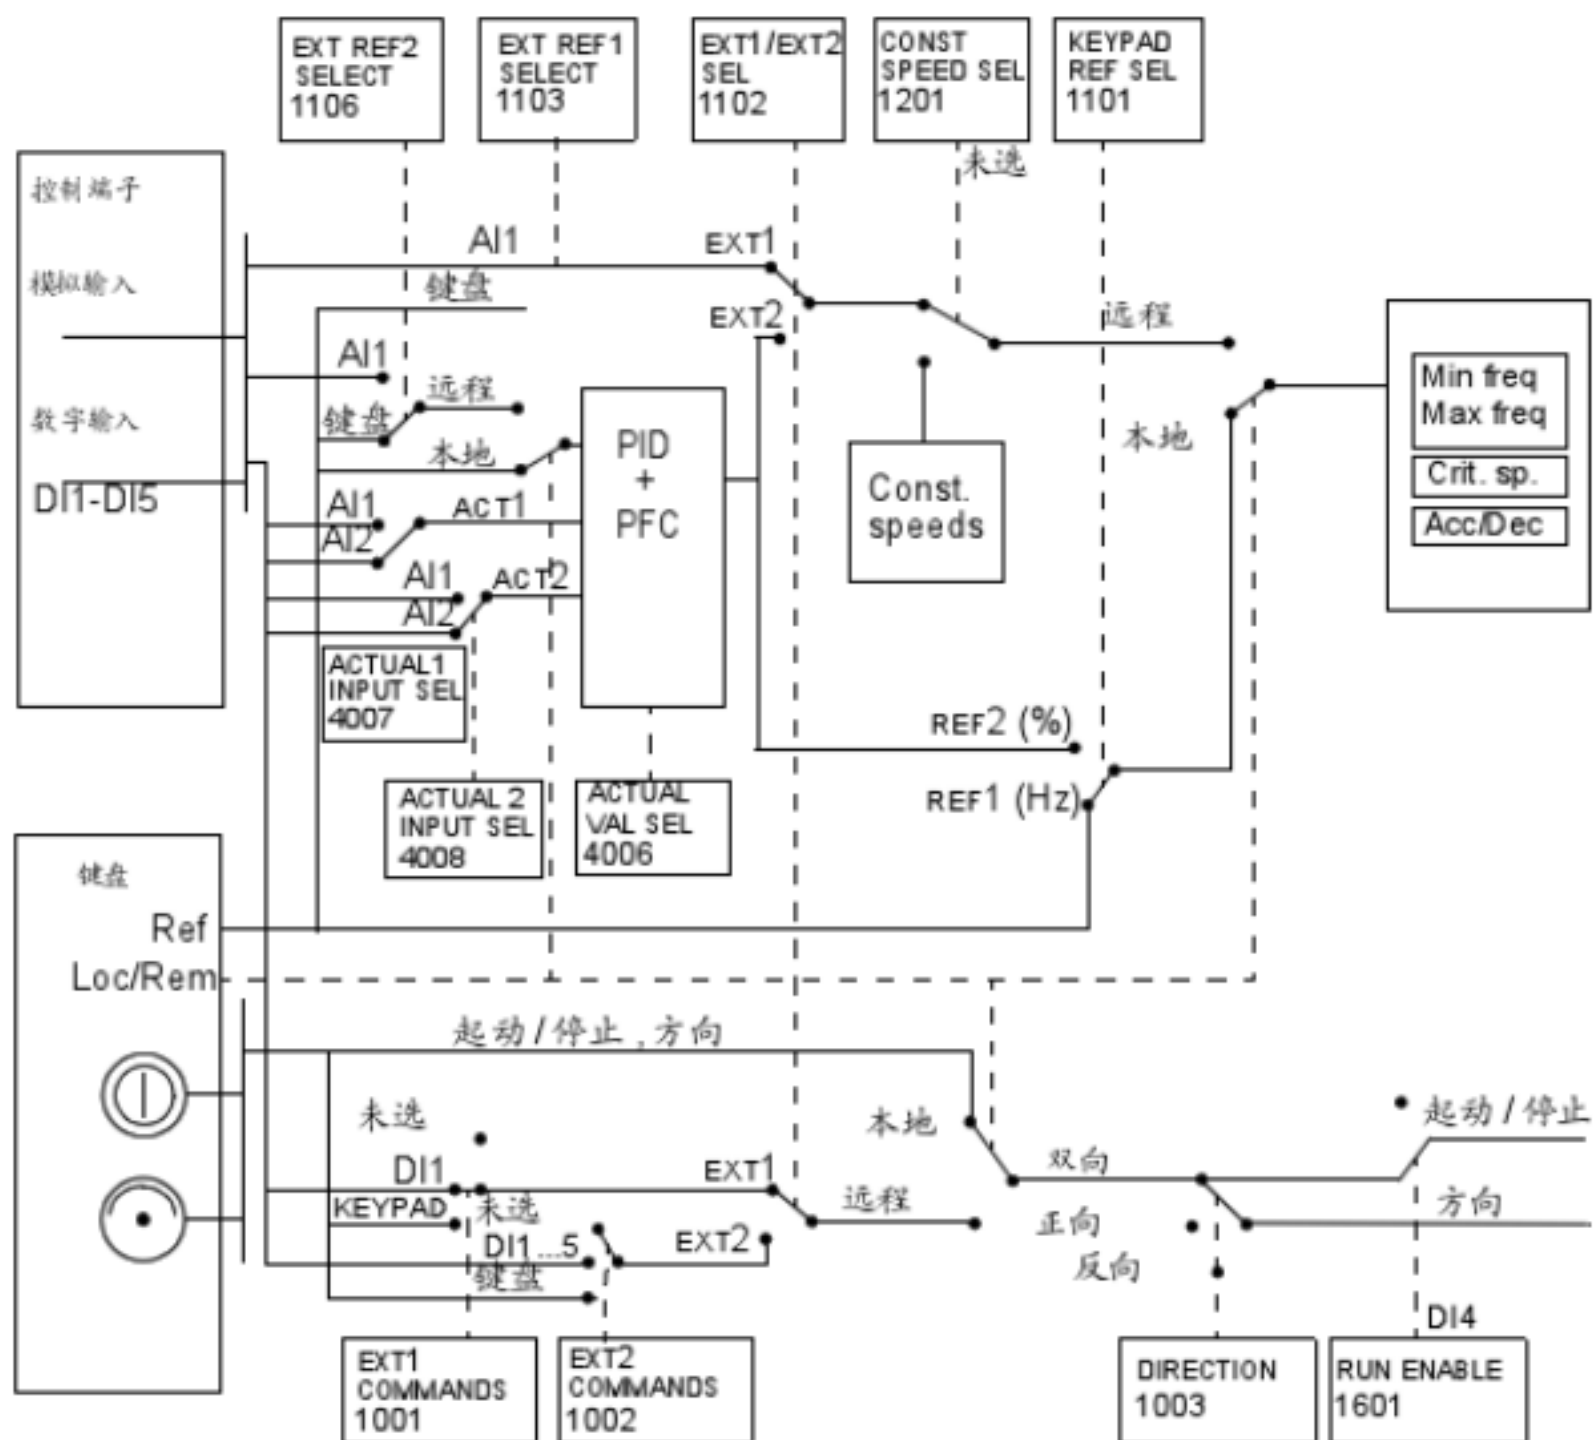 EXT REF2
SELECT
1106
EXT REF1
SELECT
1103
EXT1/EXT2
SEL
1102
CONST
SPEED SEL
1201
KEYPAD
REF SEL
1101
未选
控制端子
模拟输入
数字输入
DI1-DI5
AI1
键盘
EXT1
EXT2
远程
本地
AI1
键盘
远程
本地
AI1
AI2
ACT1
AI1
AI2
ACT2
PID
+
PFC
Const.
speeds
Min freq
Max freq
Crit. sp.
Acc/Dec
ACTUAL1
INPUT SEL
4007
ACTUAL 2
INPUT SEL
4008
ACTUAL
VAL SEL
4006
REF2 (%)
REF1 (Hz)
键盘
Ref
Loc/Rem
起动/停止,方向
未选
DI1
KEYPAD
未选
DI1...5
键盘
EXT1
EXT2
远程
本地
双向
正向
反向
起动/停止
方向
DI4
EXT1
COMMANDS
1001
EXT2
COMMANDS
1002
DIRECTION
1003
RUN ENABLE
1601